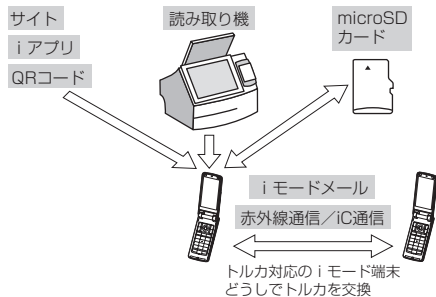 サイト
ｉアプリ
QRコード
読み取り機
microSD
カード
ｉモードメール
赤外線通信／iC通信
トルカ対応のｉモード端末
どうしでトルカを交換